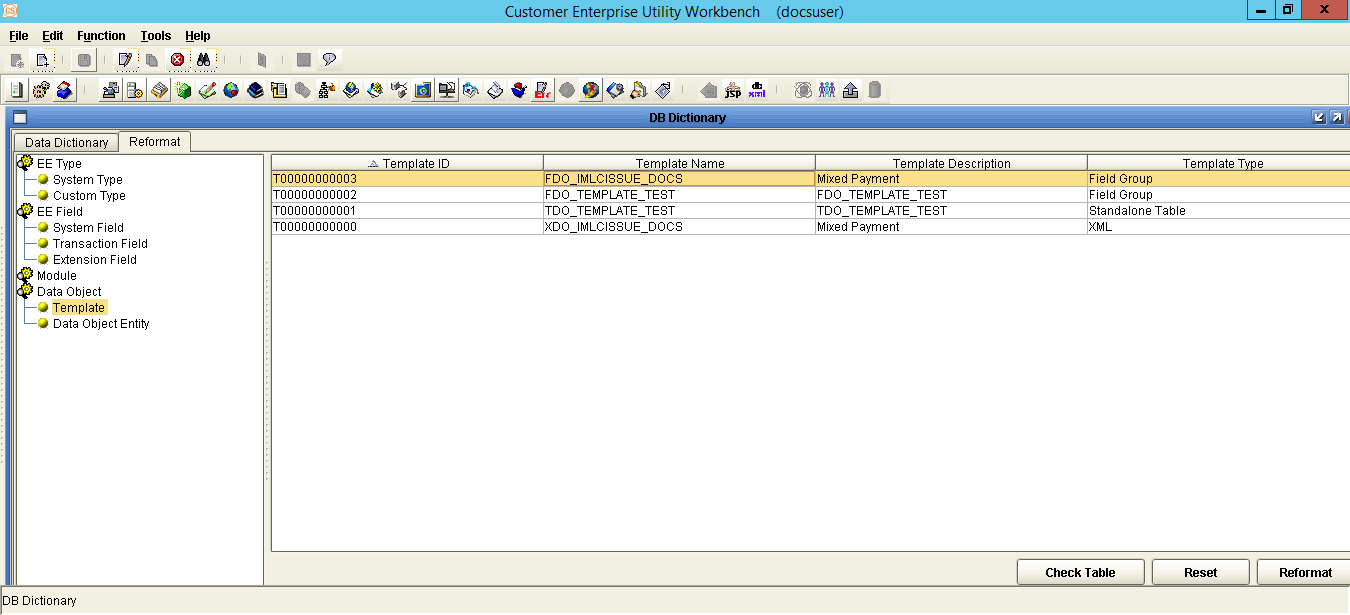 Customer Enterprise Utility Workbench (docsuser)
File Edit Function Tools Help
jsp
xml
DB Dictionary
Data Dictionary Reformat
EE Type
System Type
Custom Type
EE Field
System Field
Transaction Field
Extension Field
Module
Data Object
Template
Data Object Entity
Template ID Template Name Template Description Template Type
T00000000003 FDO_IMLCISSUE_DOCS Mixed Payment Field Group
T00000000002 FDO_TEMPLATE_TEST FDO_TEMPLATE_TEST Field Group
T00000000001 TDO_TEMPLATE_TEST TDO_TEMPLATE_TEST Standalone Table
T00000000000 XDO_IMLCISSUE_DOCS Mixed Payment XML
Check Table Reset Reformat
DB Dictionary